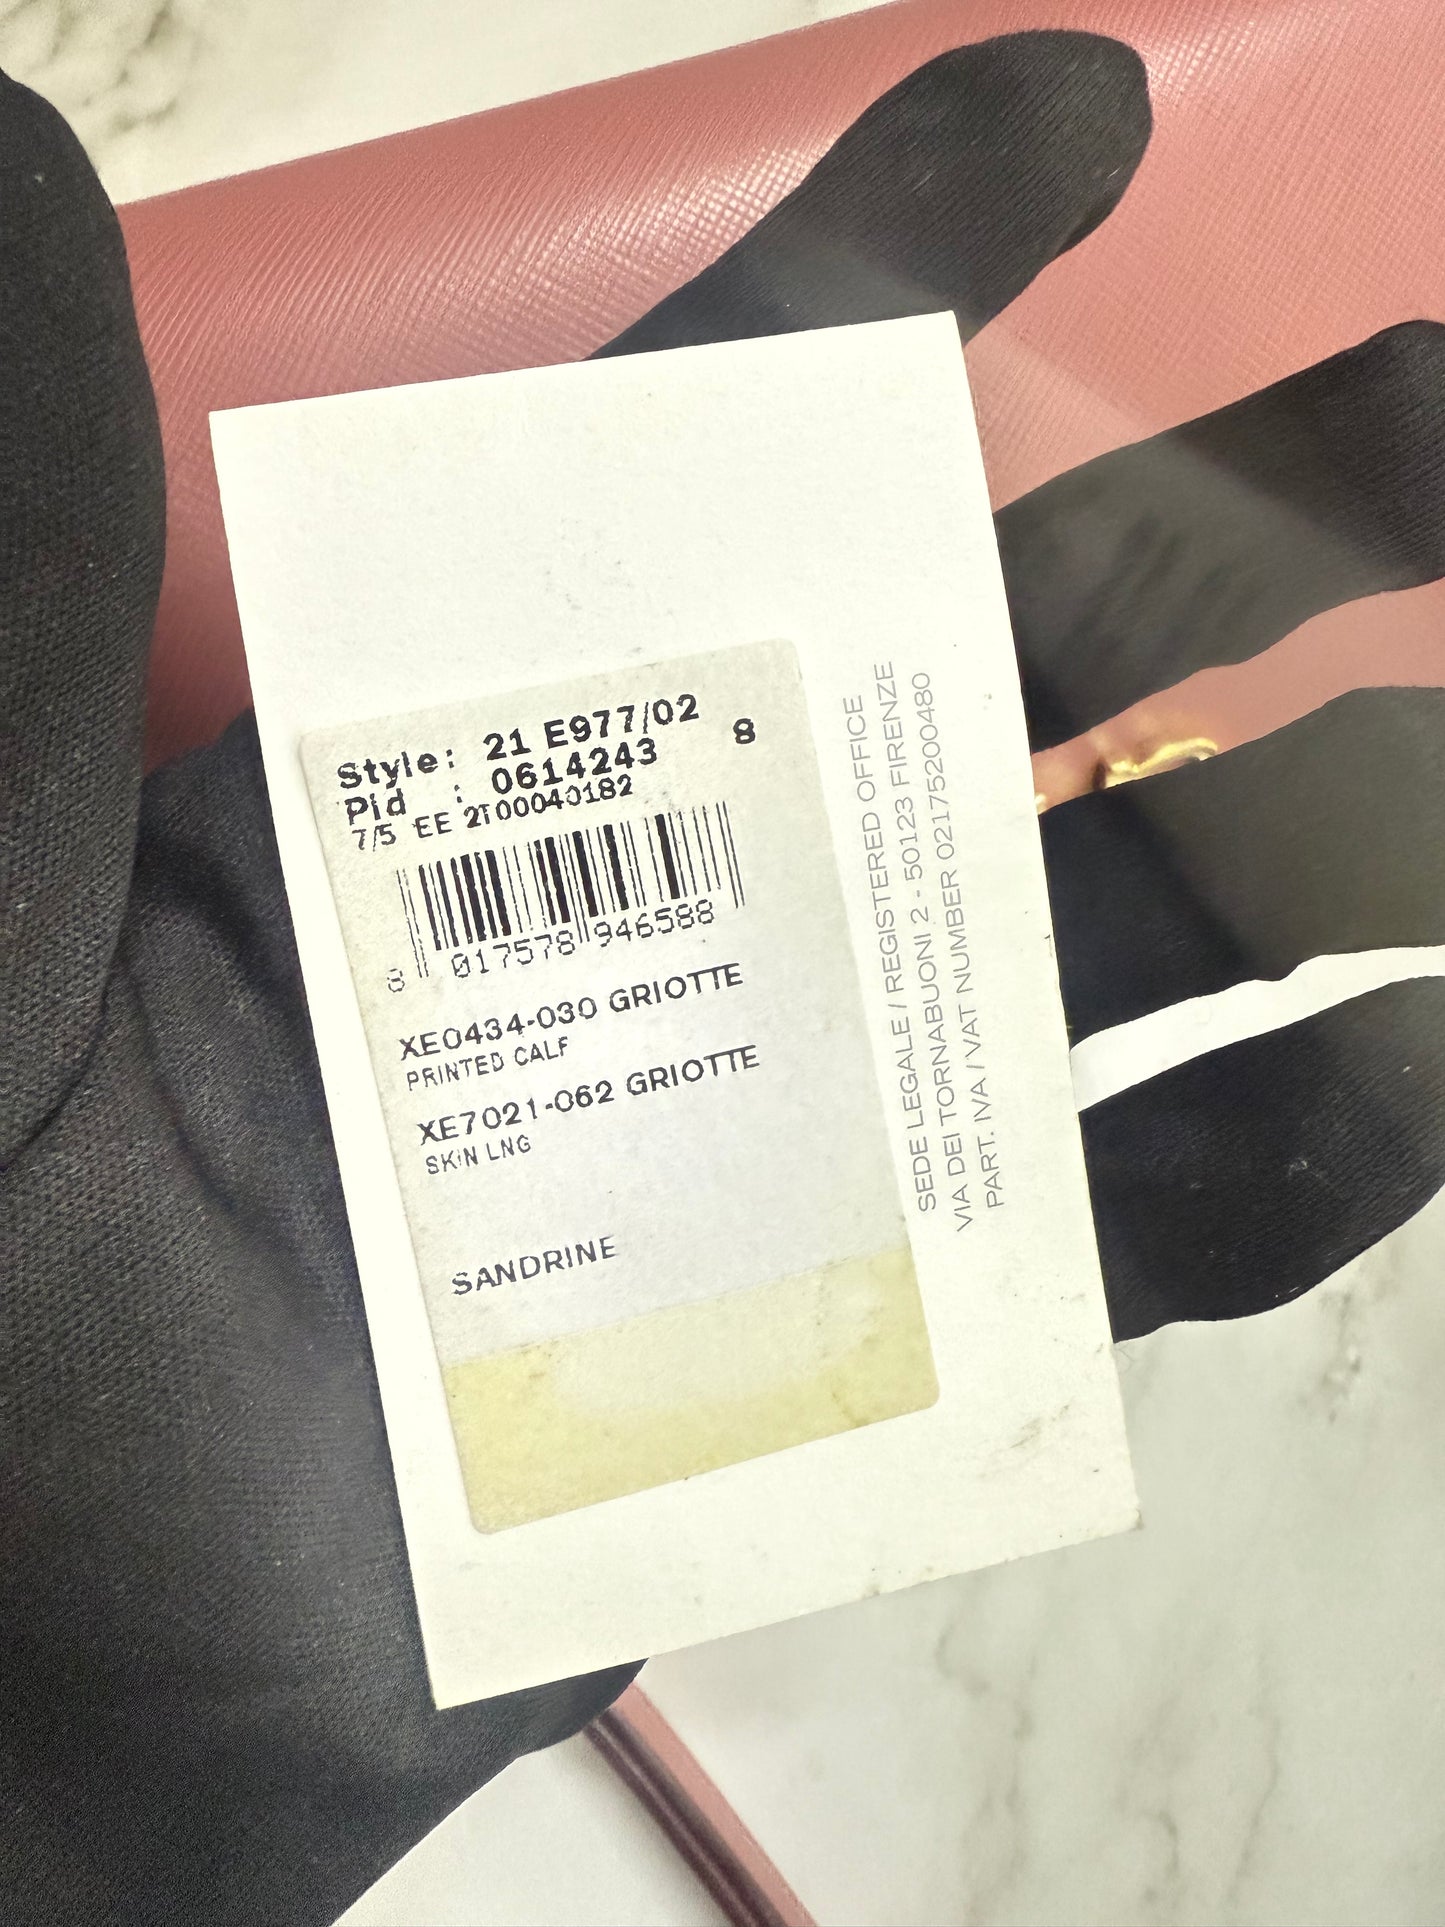 Style: 21 E977/02 8
Pid : 0614243
7/5 EE 2T00040182
8 017578 946588
XE0434-030 GRIOTTE
PRINTED CALF
XE7021-062 GRIOTTE
SKIN LNG
SANDRINE
SEDE LEGALE / REGISTERED OFFICE
VIA DEI TORNABUONI 2 - 50123 FIRENZE
PART. IVA / VAT NUMBER 02175200480